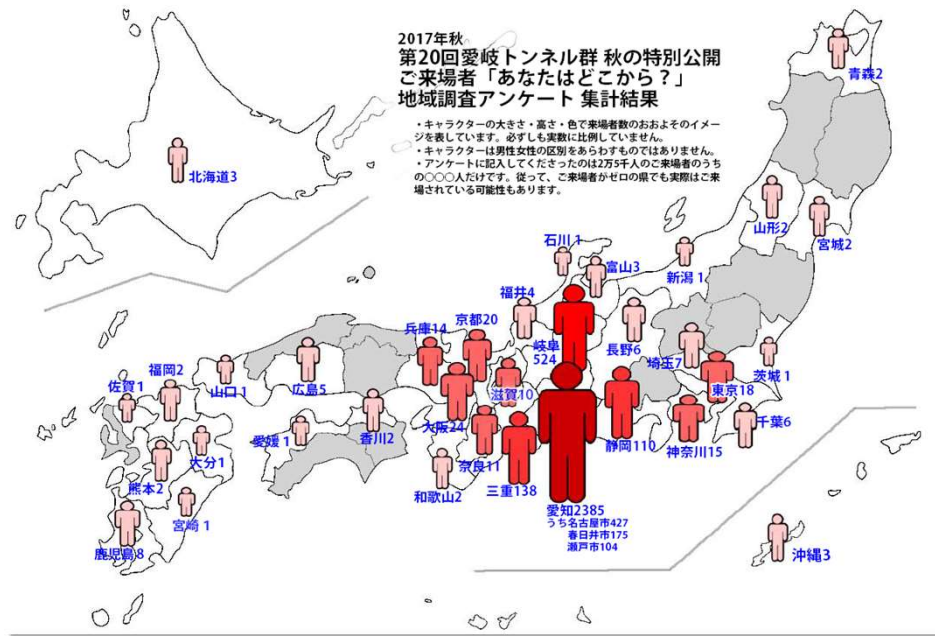 2017年秋
第20回愛岐トンネル群 秋の特別公開
ご来場者「あなたはどこから？」
地域調査アンケート 集計結果
・キャラクターの大きさ・高さ・色で来場者数のおおよそのイメー
ジを表しています。必ずしも実数に比例していません。
・キャラクターは男性女性の区別をあらわすものではありません。
・アンケートに記入してくださったのは2万5千人のご来場者のうち
の○○○人だけです。従って、ご来場者がゼロの県でも実際はご来
場されている可能性もあります。
青森2
北海道3
山形2
宮城2
石川 1
富山3
新潟 1
福井4
兵庫14
京都20
岐阜
524
長野6
埼玉7
茨城 1
東京18
福岡2
佐賀1
山口 1
広島5
滋賀10
千葉6
愛媛 1
香川2
大阪24
静岡110
神奈川15
大分1
奈良11
熊本2
和歌山2
三重138
宮崎 1
愛知2385
うち名古屋市427
春日井市175
瀬戸市104
鹿児島8
沖縄3